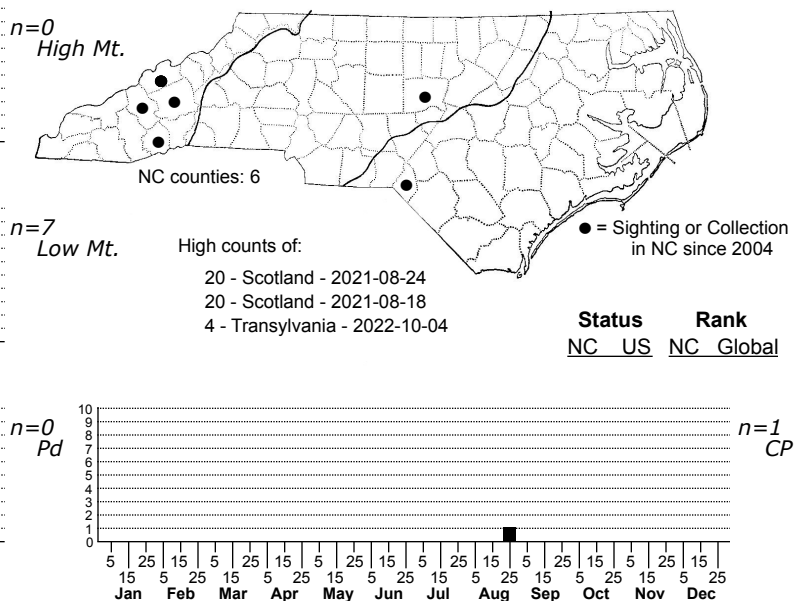 n=0
High Mt.
NC counties: 6
n=7
Low Mt.
High counts of:
20 - Scotland - 2021-08-24
20 - Scotland - 2021-08-18
4 - Transylvania - 2022-10-04
● = Sighting or Collection
in NC since 2004
Status Rank
NC US NC Global
n=0
Pd
n=1
CP
10
9
8
7
6
5
4
3
2
1
0
5 25 15 5 25 15 5 25 15 5 25 15 5 25 15 5 25 15
15 5 25 15 5 25 15 5 25 15 5 25 15 5 25 15 5 25
Jan Feb Mar Apr May Jun Jul Aug Sep Oct Nov Dec